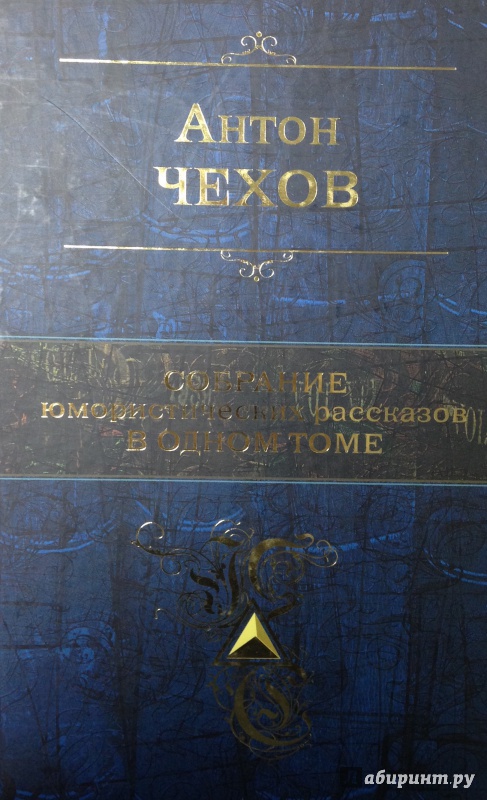 Антон
ЧЕХОВ
СОБРАНИЕ
юмористических рассказов
В ОДНОМ ТОМЕ
абиринт.ру